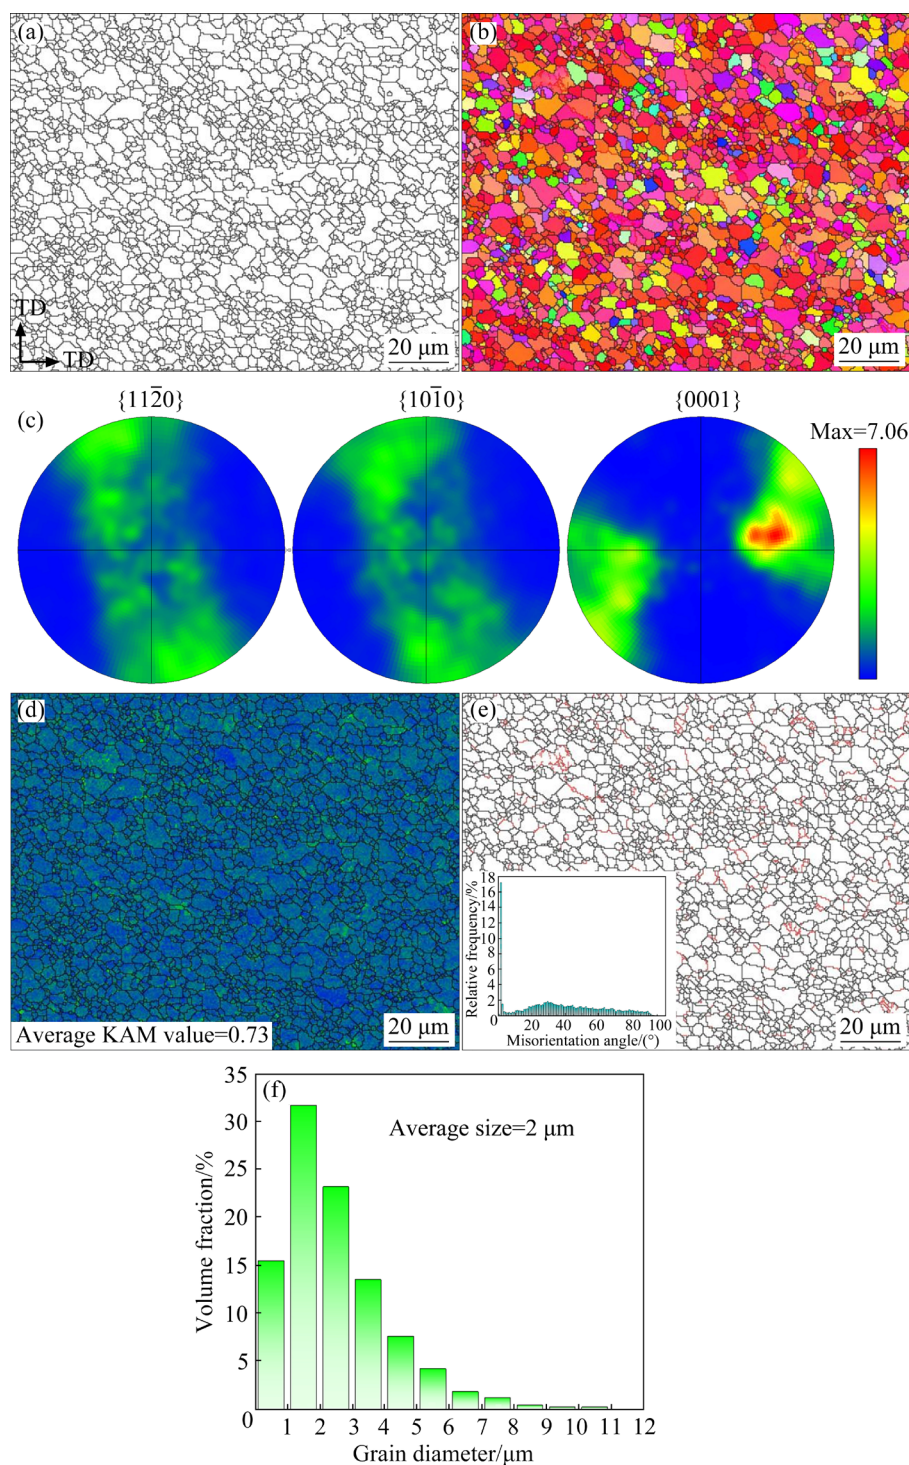 (a)
(b)
TD
TD
20 μm
20 μm
(c)
{112̄0}
{101̄0}
{0001}
Max=7.06
(d)
(e)
Average KAM value=0.73
20 μm
Relative frequency/%
18
16
14
12
10
8
6
4
2
20 40 60 80 100
Misorientation angle/(°)
20 μm
(f)
Average size=2 μm
Volume fraction/%
35
30
25
20
15
10
5
0
1 2 3 4 5 6 7 8 9 10 11 12
Grain diameter/μm